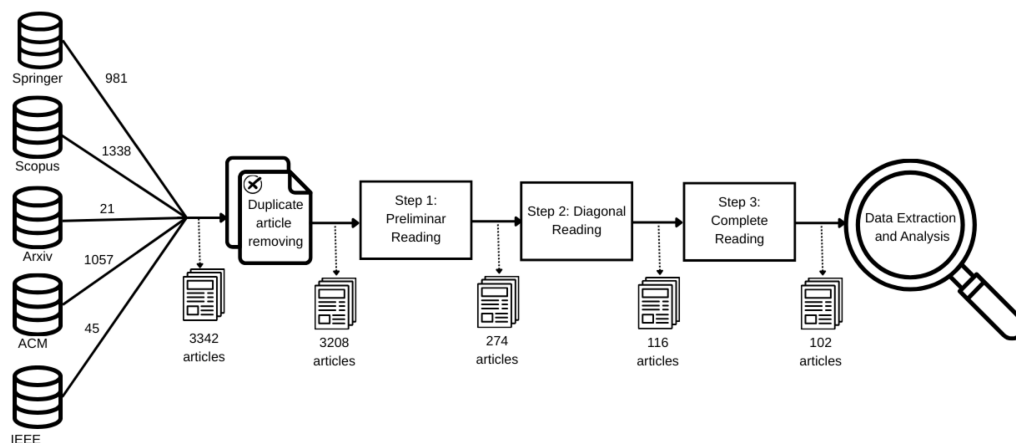 Springer
981
Scopus
1338
Arxiv
21
ACM
1057
IEEE
45
3342
articles
Duplicate
article
removing
3208
articles
Step 1:
Preliminar
Reading
274
articles
Step 2: Diagonal
Reading
116
articles
Step 3:
Complete
Reading
102
articles
Data Extraction
and Analysis